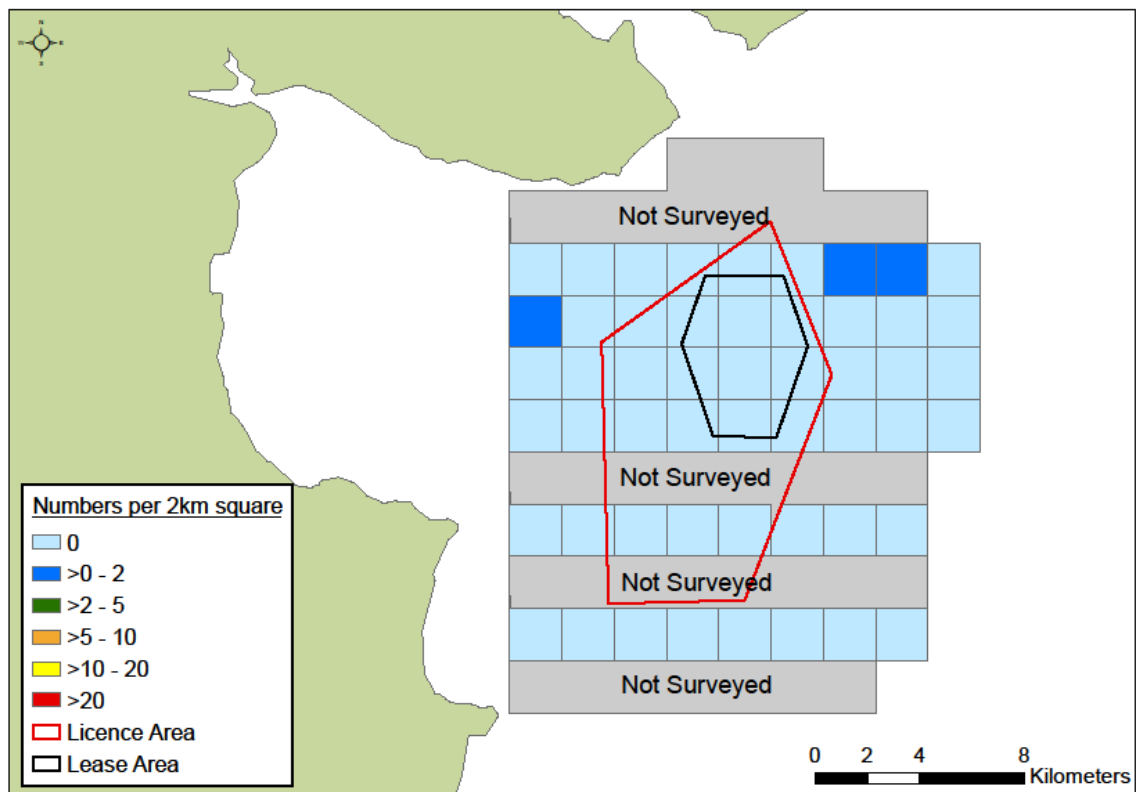 N
W E
S
Not Surveyed
Not Surveyed
Not Surveyed
Not Surveyed
Numbers per 2km square
0
>0 - 2
>2 - 5
>5 - 10
>10 - 20
>20
Licence Area
Lease Area
0 2 4 8
Kilometers